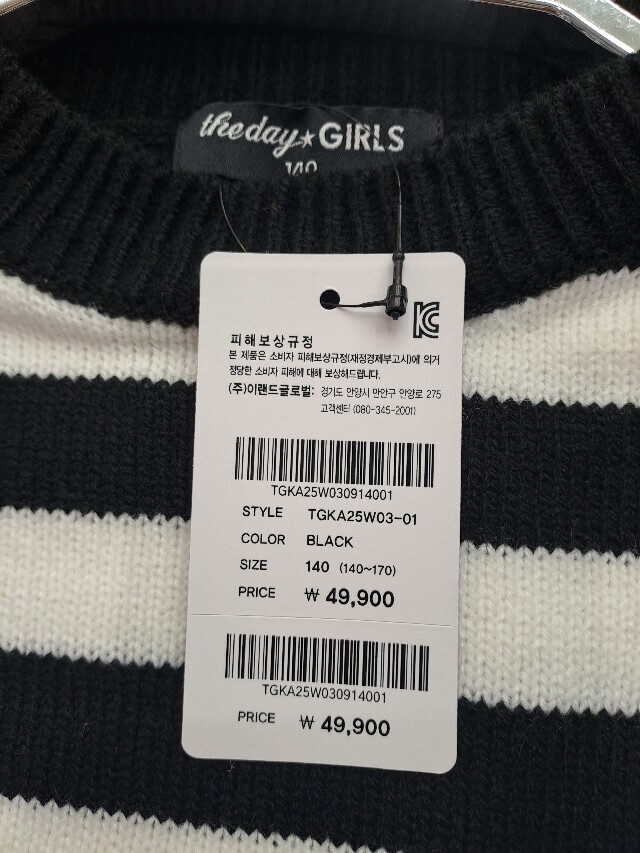 the day★GIRLS
140
피해보상규정
본 제품은 소비자 피해보상규정(재정경제부고시)에 의거
정당한 소비자 피해에 대해 보상해드립니다.
(주)이랜드글로벌: 경기도 안양시 만안구 안양로 275
고객센터 (080-345-2001)
TGKA25W030914001
STYLE TGKA25W03-01
COLOR BLACK
SIZE 140 (140~170)
PRICE ₩ 49,900
TGKA25W030914001
PRICE ₩ 49,900